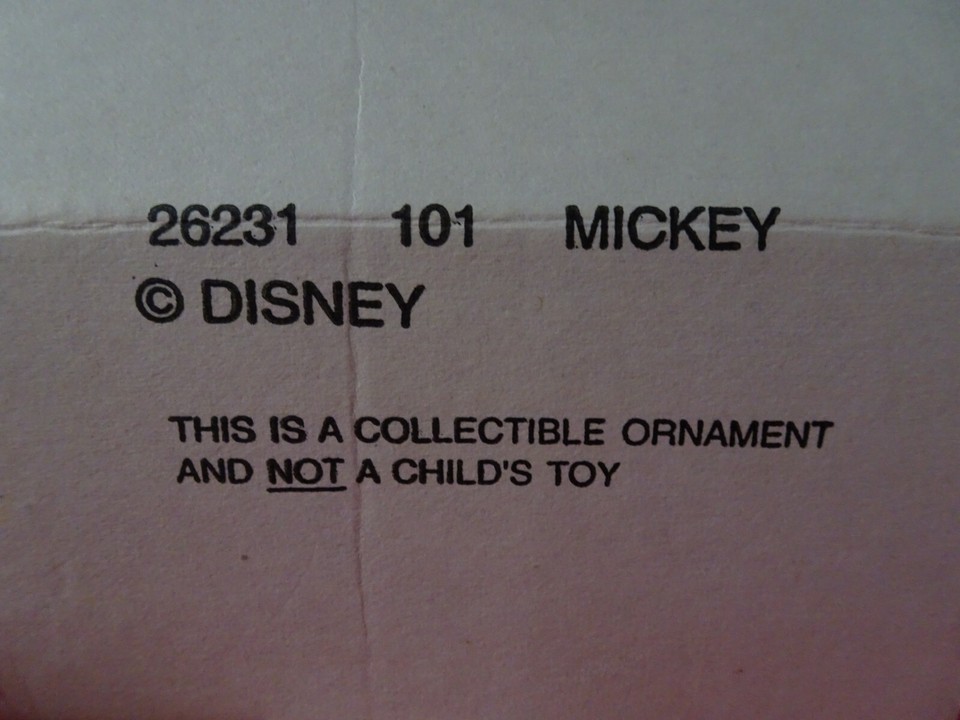 26231 101 MICKEY
© DISNEY
THIS IS A COLLECTIBLE ORNAMENT
AND NOT A CHILD'S TOY